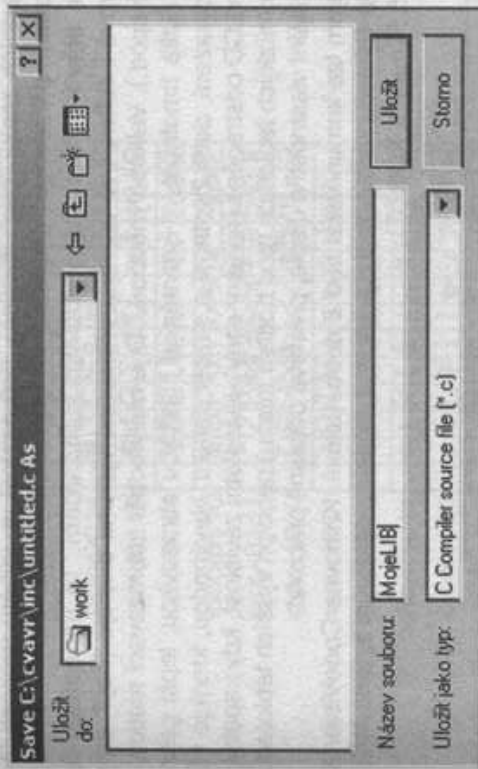 Save C:\cvavr\inc\untitled.c As
Uložit
do:
work
Název souboru: MojeLIB
Uložit
Uložit jako typ: C Compiler source file (*.c)
Storno